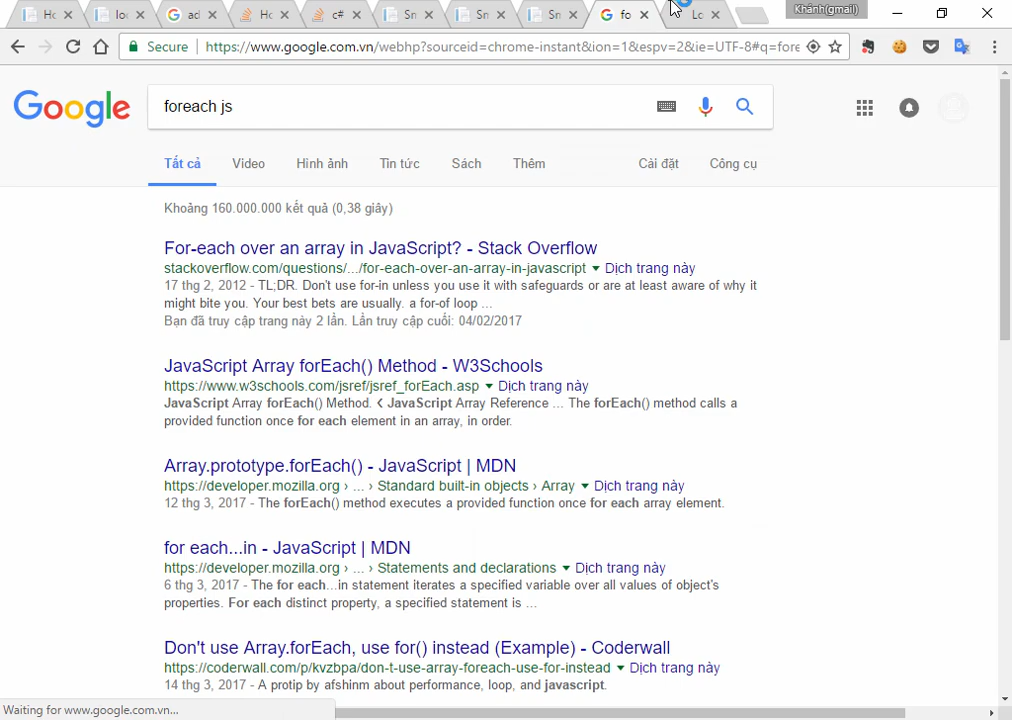 Ho lo ad Ho c# Sn Sn Sn fo Lo Khánh(gmail)
Secure https://www.google.com.vn/webhp?sourceid=chrome-instant&ion=1&espv=2&ie=UTF-8#q=fore
Google foreach js
Tất cả Video Hình ảnh Tin tức Sách Thêm Cài đặt Công cụ
Khoảng 160.000.000 kết quả (0,38 giây)
For-each over an array in JavaScript? - Stack Overflow
stackoverflow.com/questions/.../for-each-over-an-array-in-javascript Dịch trang này
17 thg 2, 2012 - TL;DR. Don't use for-in unless you use it with safeguards or are at least aware of why it
might bite you. Your best bets are usually. a for-of loop ...
Bạn đã truy cập trang này 2 lần. Lần truy cập cuối: 04/02/2017
JavaScript Array forEach() Method - W3Schools
https://www.w3schools.com/jsref/jsref_forEach.asp Dịch trang này
JavaScript Array forEach() Method. < JavaScript Array Reference ... The forEach() method calls a
provided function once for each element in an array, in order.
Array.prototype.forEach() - JavaScript | MDN
https://developer.mozilla.org › ... › Standard built-in objects › Array Dịch trang này
12 thg 3, 2017 - The forEach() method executes a provided function once for each array element.
for each...in - JavaScript | MDN
https://developer.mozilla.org › ... › Statements and declarations Dịch trang này
6 thg 3, 2017 - The for each...in statement iterates a specified variable over all values of object's
properties. For each distinct property, a specified statement is ...
Don't use Array.forEach, use for() instead (Example) - Coderwall
https://coderwall.com/p/kvzbpa/don-t-use-array-foreach-use-for-instead Dịch trang này
14 thg 3, 2017 - A protip by afshinm about performance, loop, and javascript.
Waiting for www.google.com.vn...